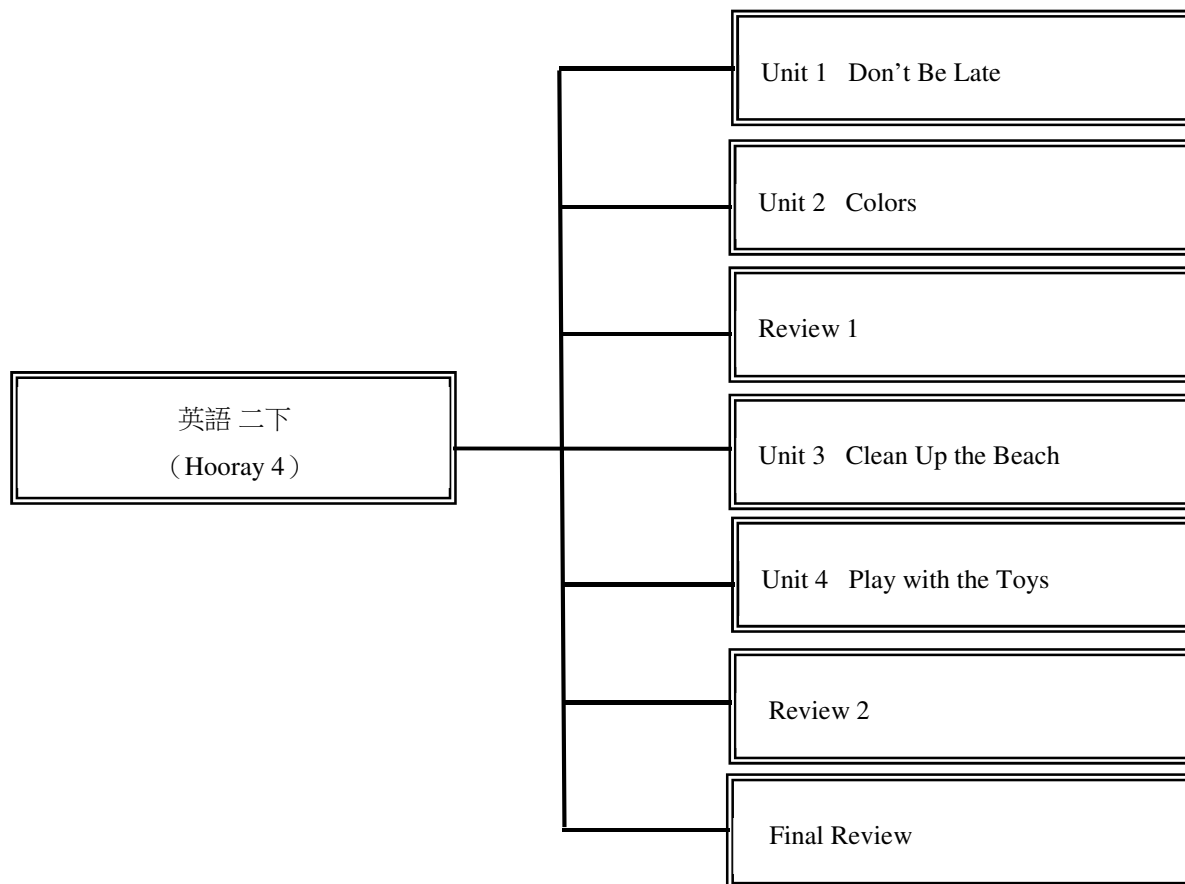 英語 二下
（Hooray 4）
Unit 1 Don’t Be Late
Unit 2 Colors
Review 1
Unit 3 Clean Up the Beach
Unit 4 Play with the Toys
Review 2
Final Review